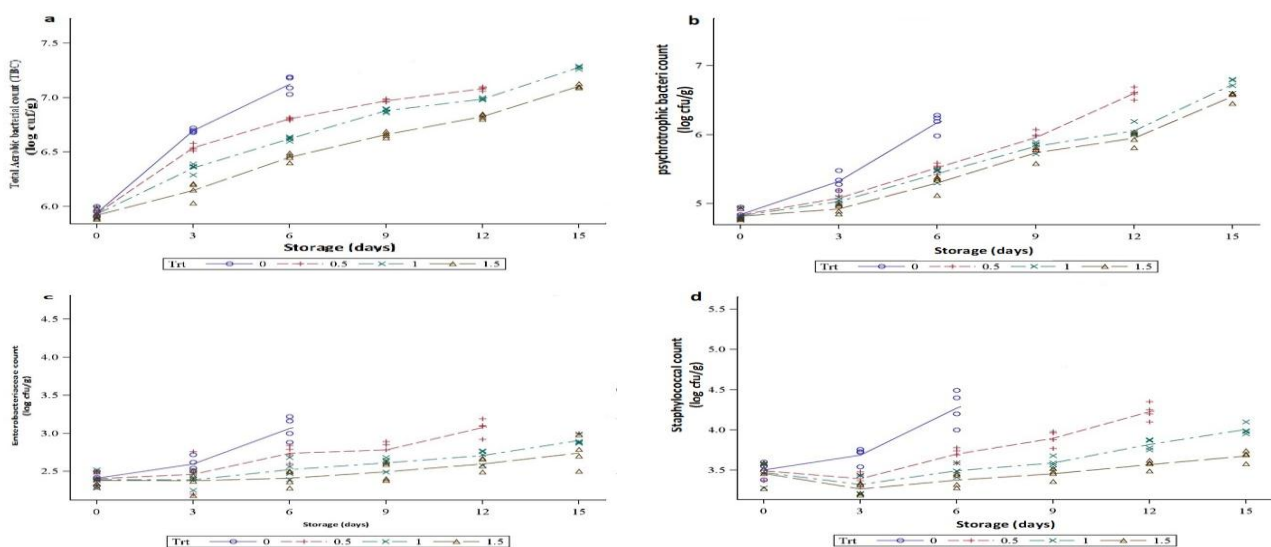 a
Total Aerobic bacterial count (TBC)
(log cuf/g)
7.5
7.0
6.5
6.0
0 3 6 9 12 15
Storage (days)
Trt 0 0.5 1 1.5
b
psychrotrophic bacteri count
(log cfu/g)
7
6
5
0 3 6 9 12 15
Storage (days)
Trt 0 0.5 1 1.5
c
Enterobacteriaceae count
(log cfu/g)
4.5
4.0
3.5
3.0
2.5
0 3 6 9 12 15
Storage (days)
Trt 0 0.5 1 1.5
d
Staphylococcal count
(log cfu/g)
5.5
5.0
4.5
4.0
3.5
0 3 6 9 12 15
Storage (days)
Trt 0 0.5 1 1.5